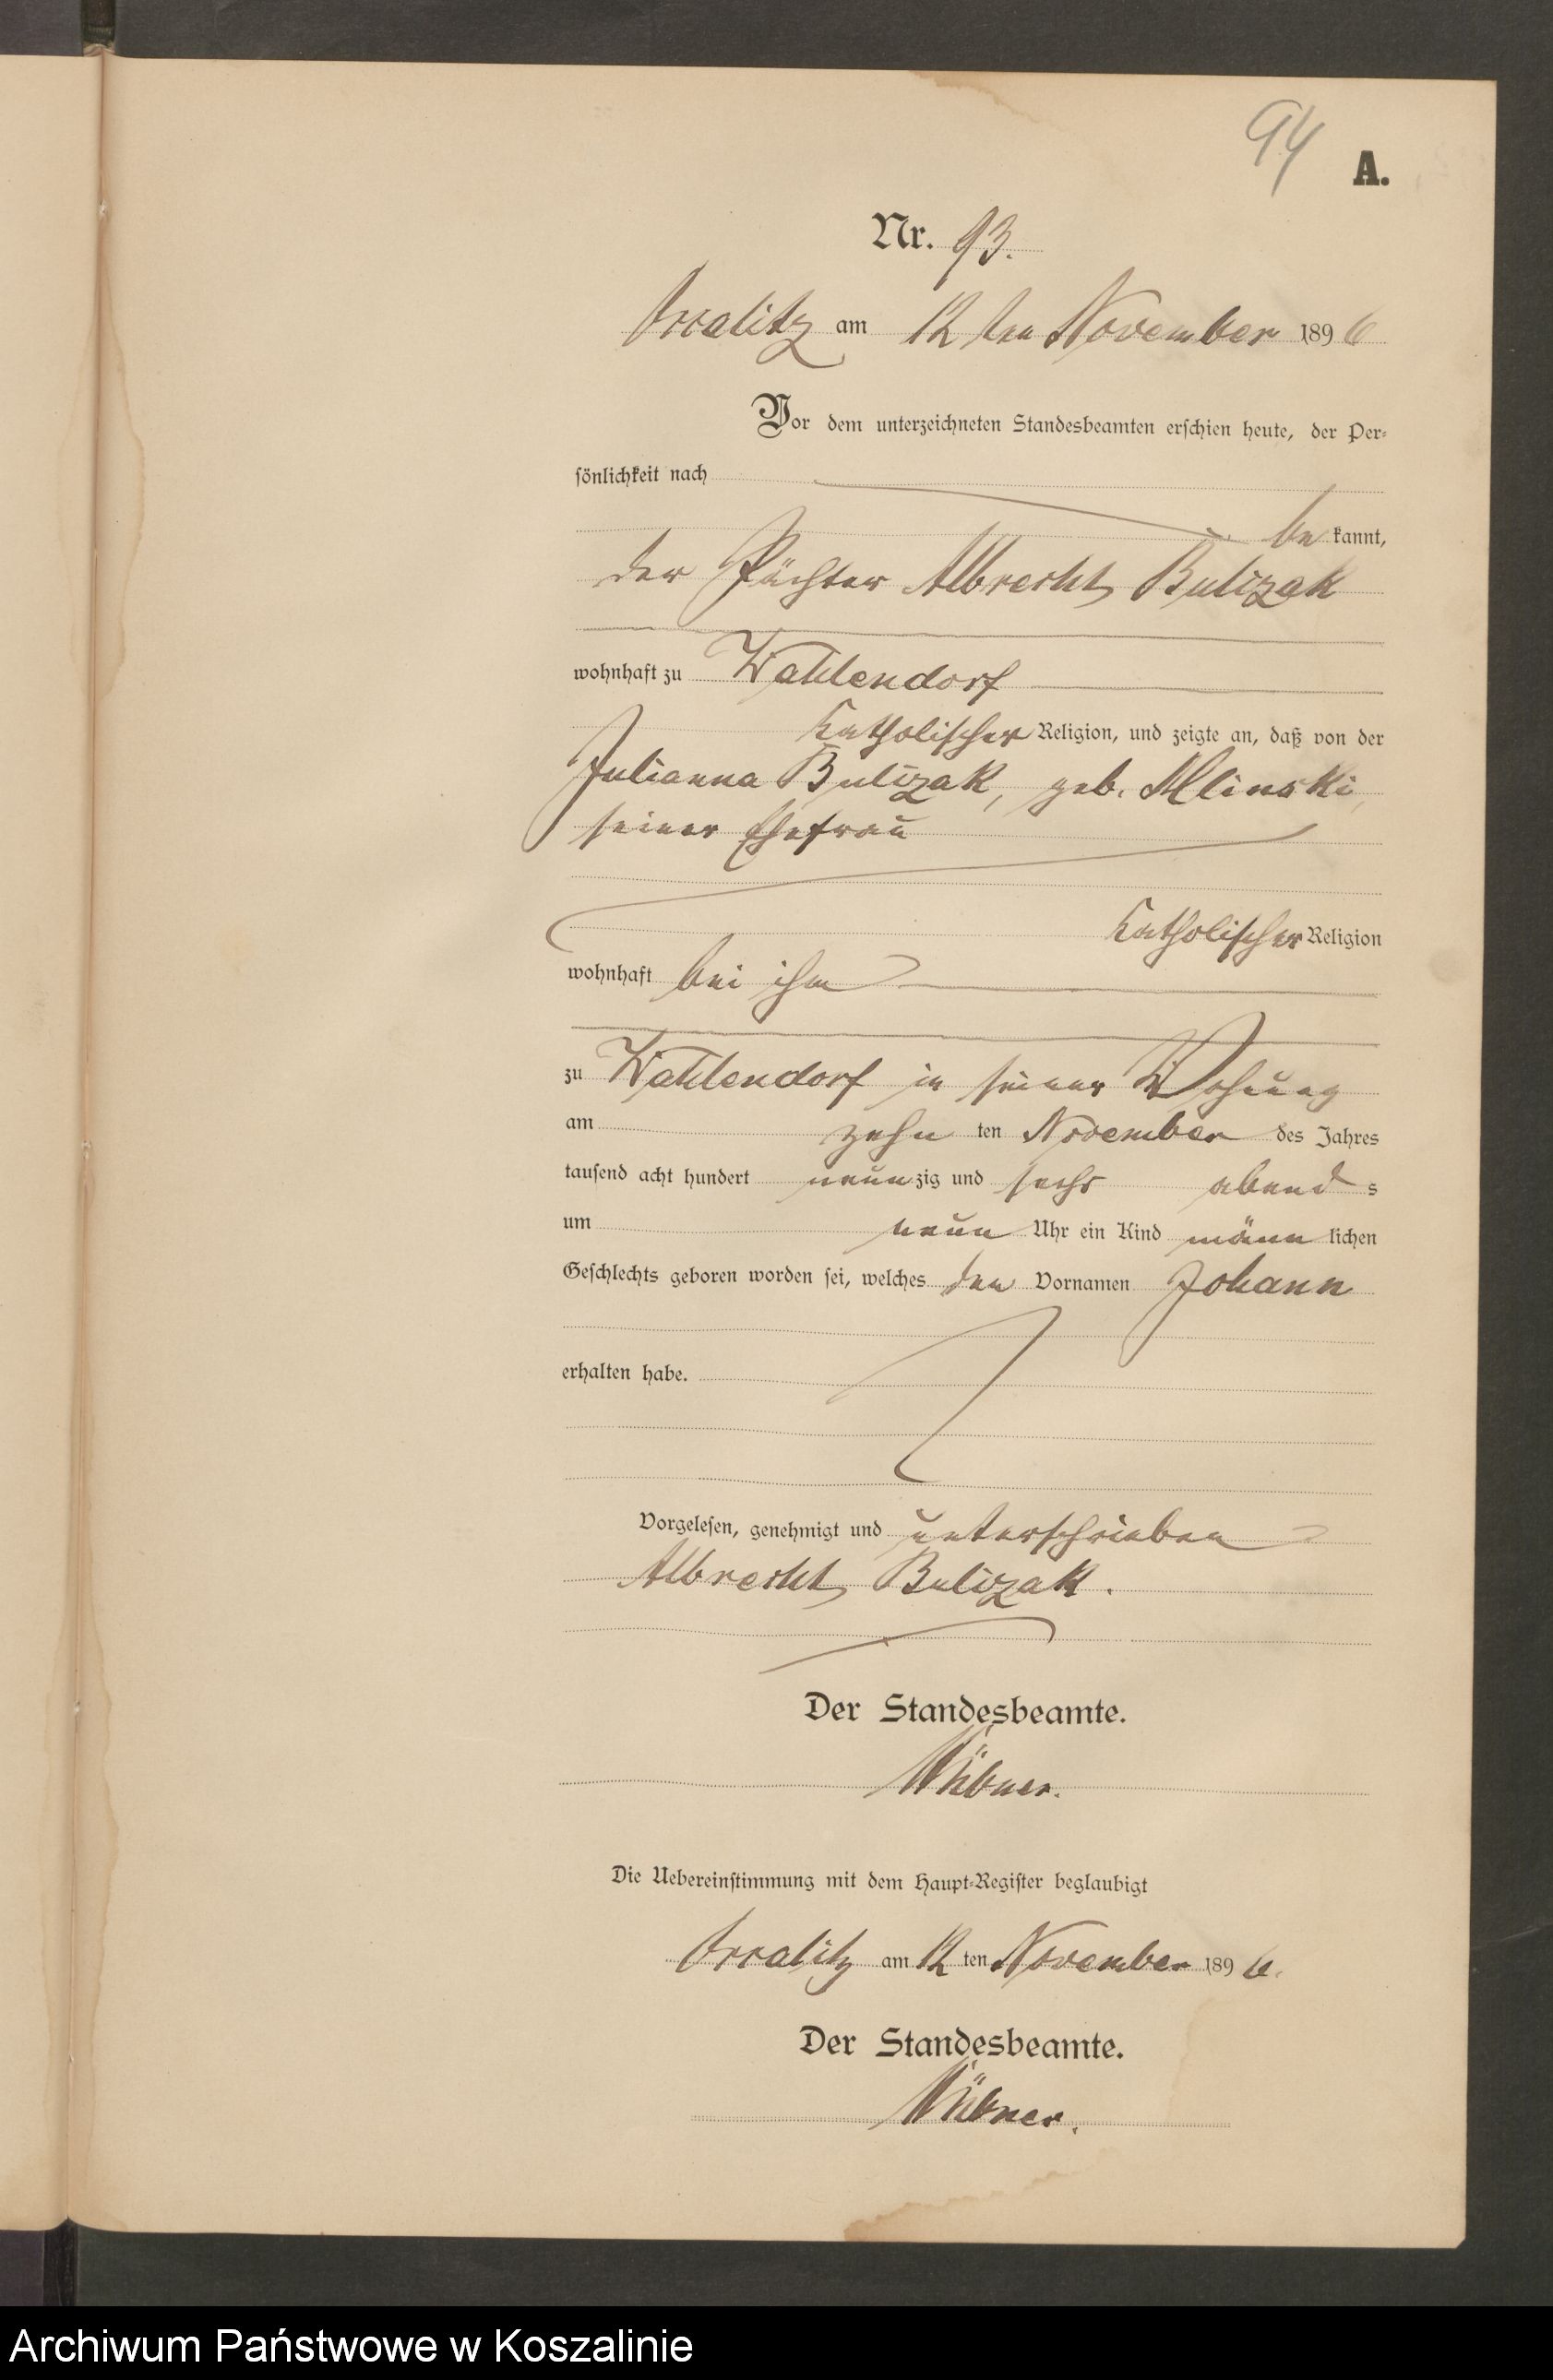 94
A.
Nr. 93.
am 12ten November 1896
Vor dem unterzeichneten Standesbeamten erschien heute, der Per-
sönlichkeit nach
bekannt,
der Pächter Albrecht Bulizak
wohnhaft zu Wahlendorf
katholischer Religion, und zeigte an, daß von der
Julianna Bulizak, geb. Mlinski
seiner Ehefrau
katholischer Religion
wohnhaft bei ihm
zu Wahlendorf in seiner Wohnung
am zehnten November des Jahres
tausend acht hundert neunzig und sechs abends
um neun Uhr ein Kind männlichen
Geschlechts geboren worden sei, welches den Vornamen Johann
erhalten habe.
Vorgelesen, genehmigt und unterschrieben
Albrecht Bulizak.
Der Standesbeamte.
Die Uebereinstimmung mit dem Haupt-Register beglaubigt
am 12ten November 1896.
Der Standesbeamte.
Archiwum Państwowe w Koszalinie